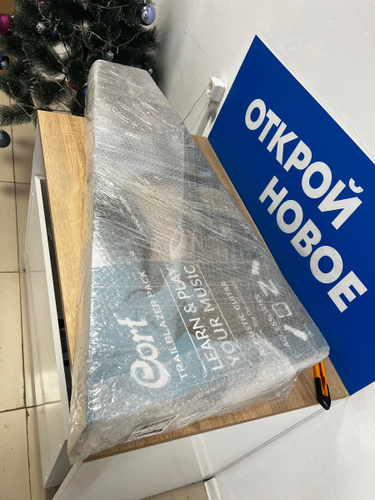 Cort
TRAILBLAZER PACK
LEARN & PLAY
YOUR MUSIC
ОТКРОЙ
НОВОЕ